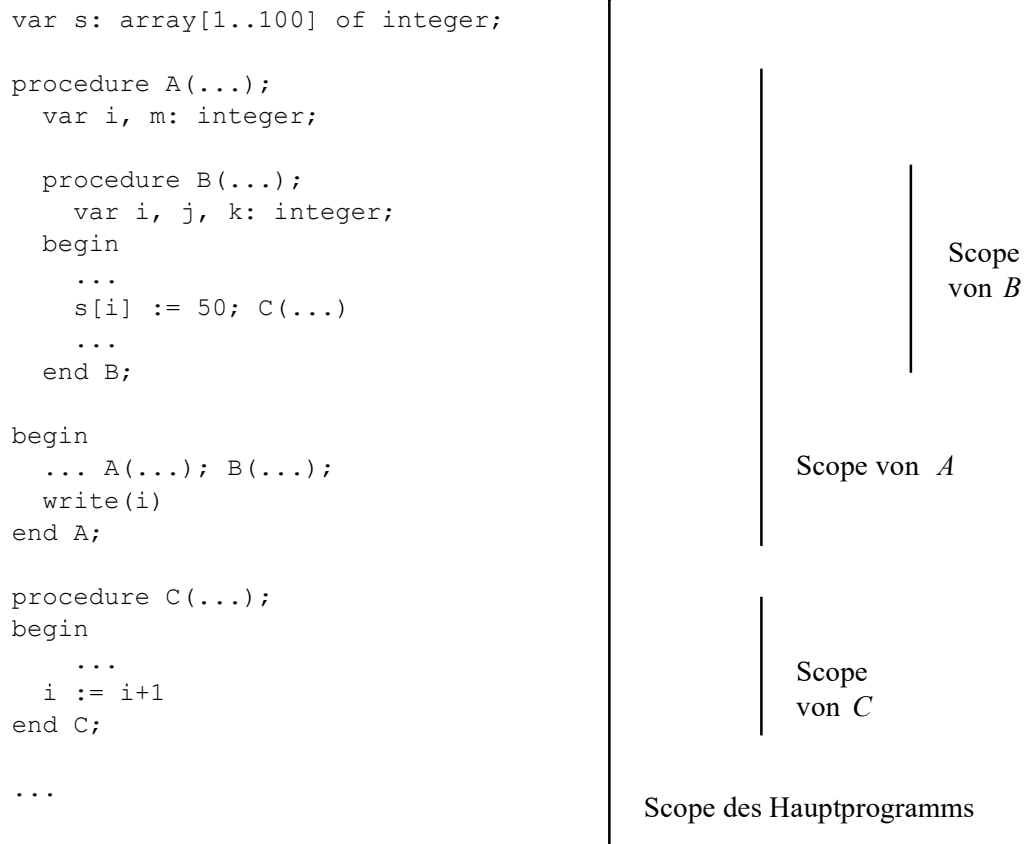 var s: array[1..100] of integer;
procedure A(...);
var i, m: integer;
procedure B(...);
var i, j, k: integer;
begin
...
s[i] := 50; C(...)
...
end B;
begin
... A(...); B(...);
write(i)
end A;
procedure C(...);
begin
...
i := i+1
end C;
...
Scope
von B
Scope von A
Scope
von C
Scope des Hauptprogramms